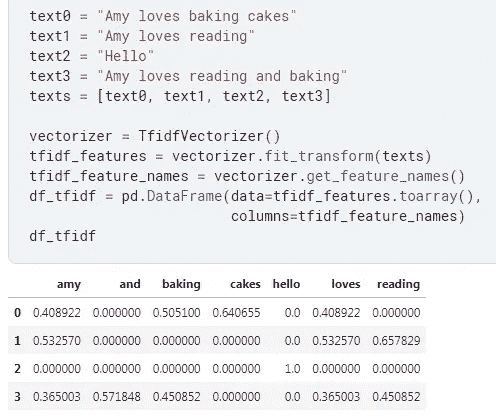 text0 = "Amy loves baking cakes"
text1 = "Amy loves reading"
text2 = "Hello"
text3 = "Amy loves reading and baking"
texts = [text0, text1, text2, text3]
vectorizer = TfidfVectorizer()
tfidf_features = vectorizer.fit_transform(texts)
tfidf_feature_names = vectorizer.get_feature_names()
df_tfidf = pd.DataFrame(data=tfidf_features.toarray(),
columns=tfidf_feature_names)
df_tfidf
amy and baking cakes hello loves reading
0 0.408922 0.000000 0.505100 0.640655 0.0 0.408922 0.000000
1 0.532570 0.000000 0.000000 0.000000 0.0 0.532570 0.657829
2 0.000000 0.000000 0.000000 0.000000 1.0 0.000000 0.000000
3 0.365003 0.571848 0.450852 0.000000 0.0 0.365003 0.450852